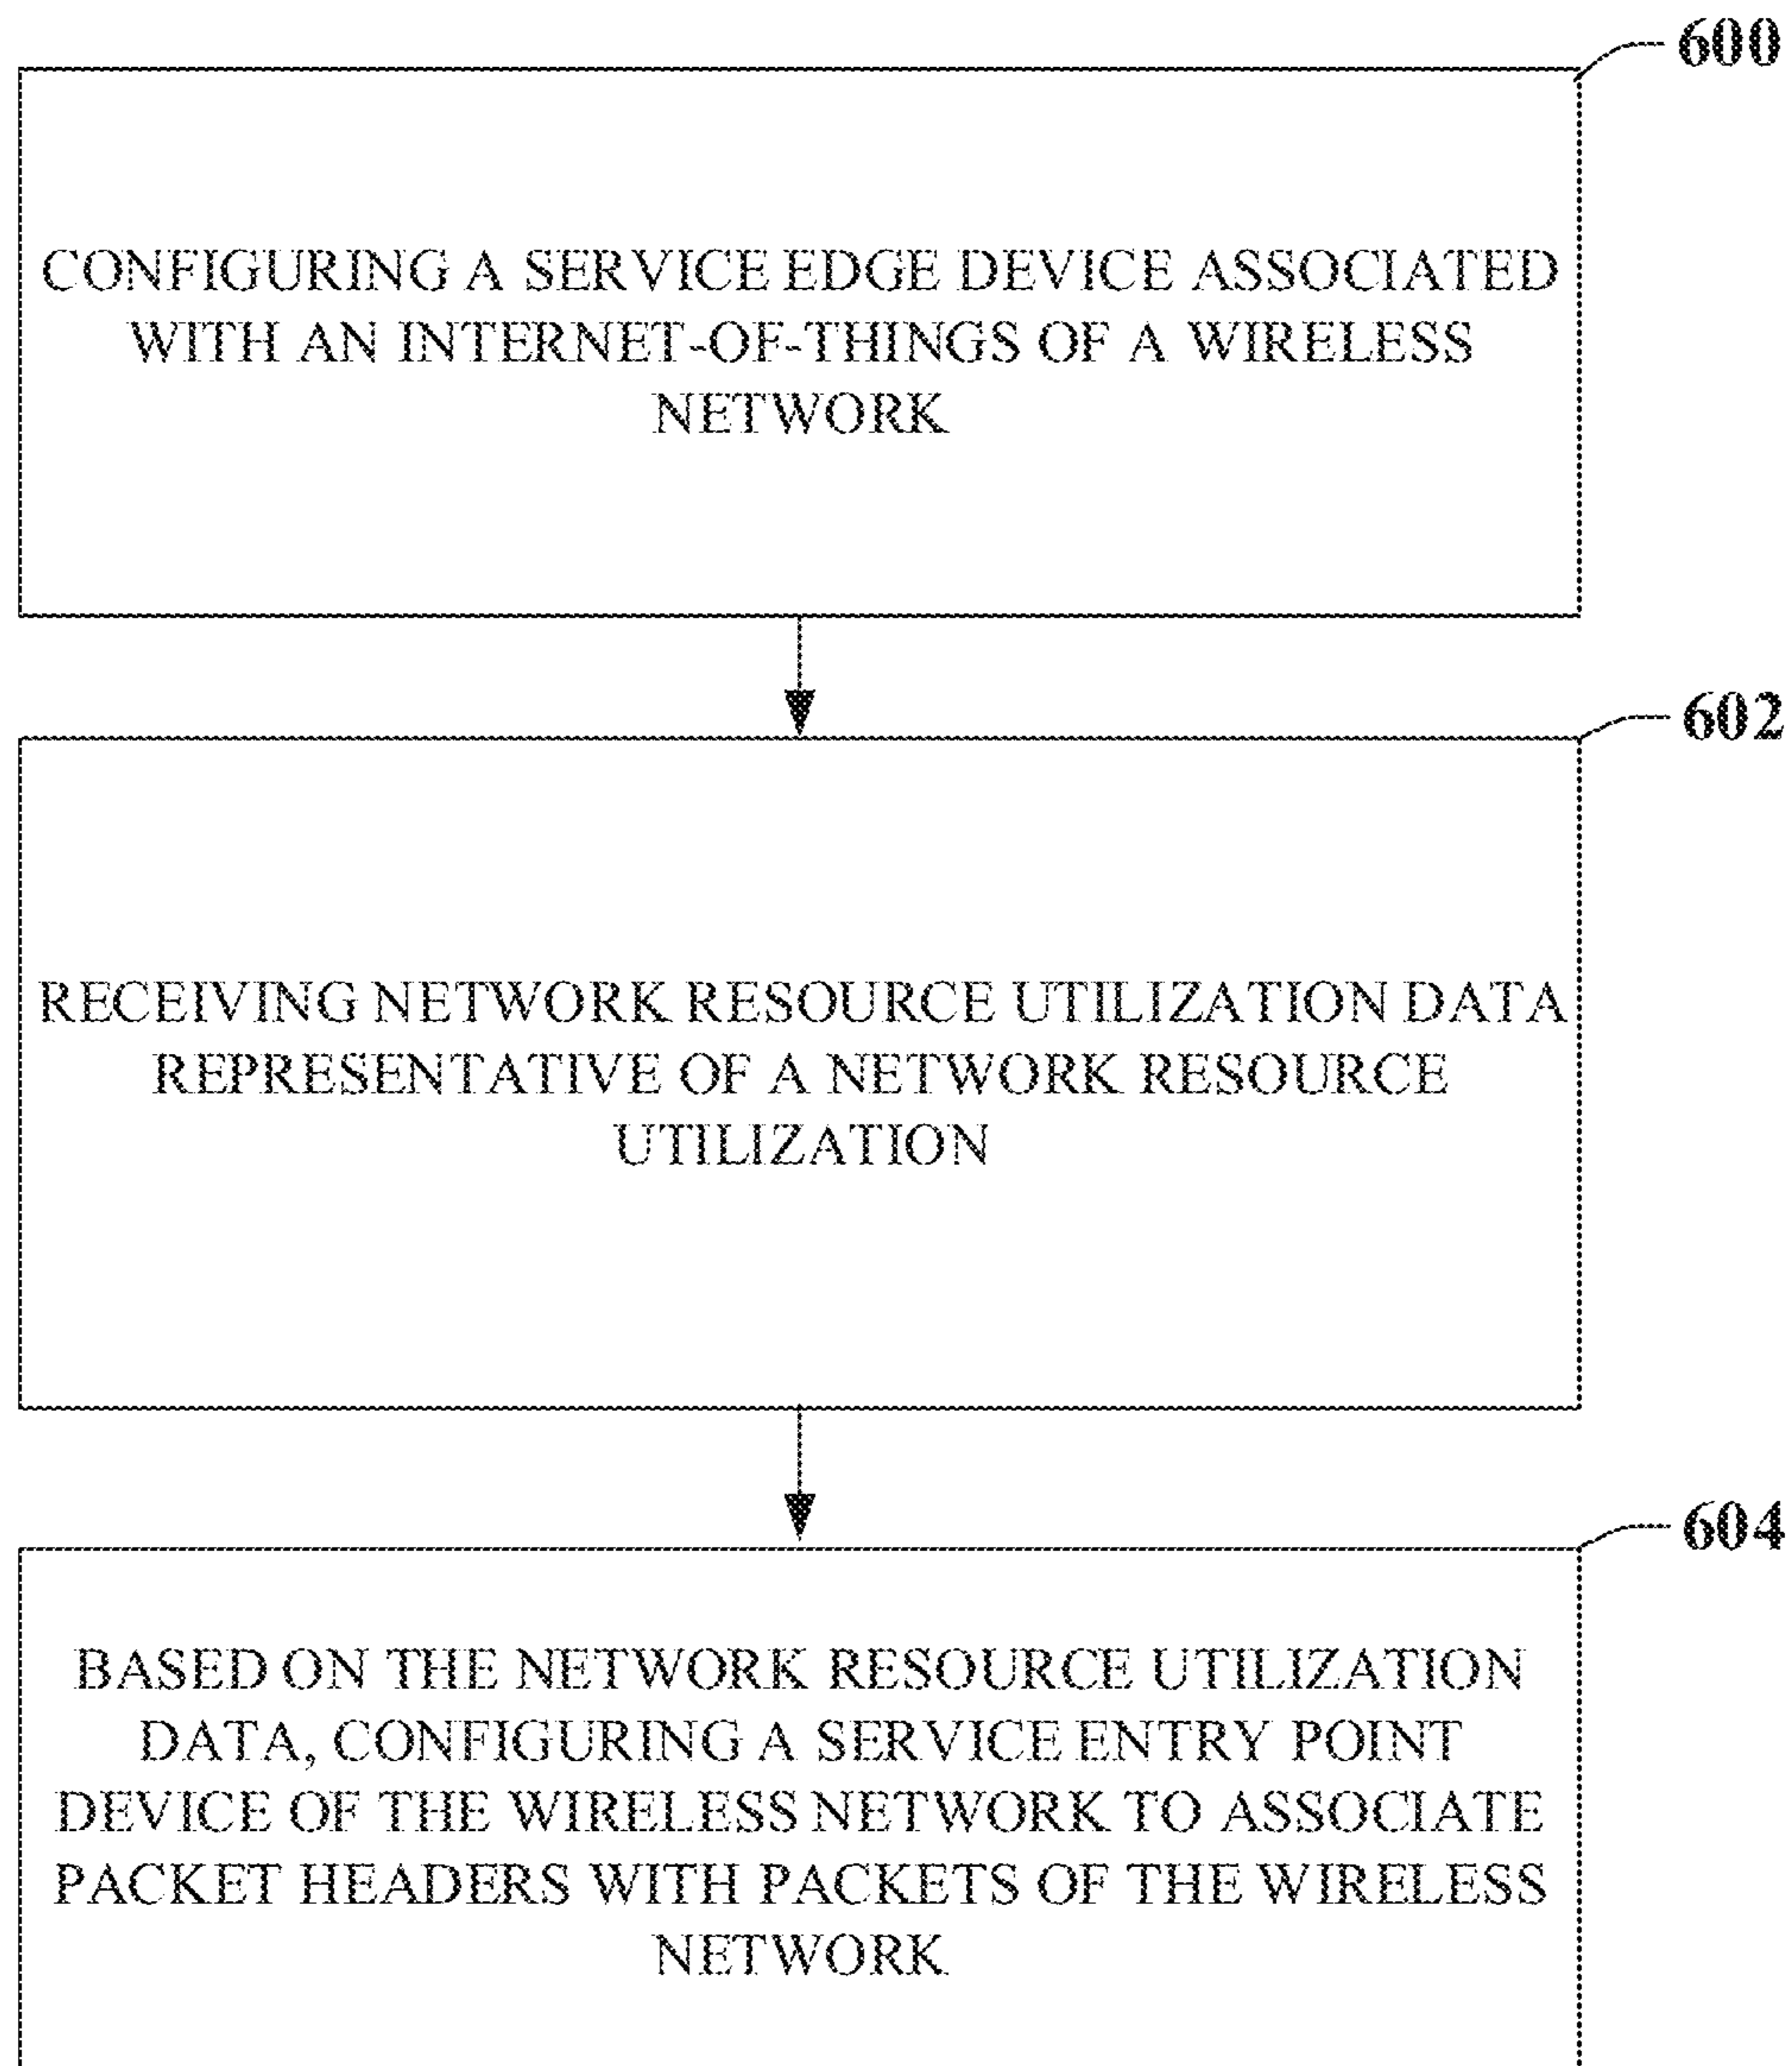 600
CONFIGURING A SERVICE EDGE DEVICE ASSOCIATED
WITH AN INTERNET-OF-THINGS OF A WIRELESS
NETWORK
602
RECEIVING NETWORK RESOURCE UTILIZATION DATA
REPRESENTATIVE OF A NETWORK RESOURCE
UTILIZATION
604
BASED ON THE NETWORK RESOURCE UTILIZATION
DATA, CONFIGURING A SERVICE ENTRY POINT
DEVICE OF THE WIRELESS NETWORK TO ASSOCIATE
PACKET HEADERS WITH PACKETS OF THE WIRELESS
NETWORK